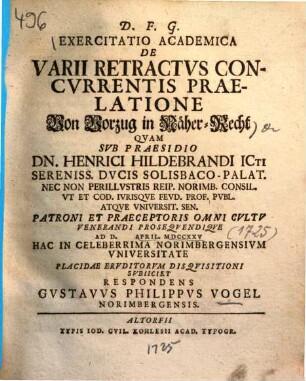 496
D. F. G.
EXERCITATIO ACADEMICA
DE
VARII RETRACTVS CON-
CVRRENTIS PRAE-
LATIONE
Von Vorzug in Näher-Recht,
QVAM
SVB PRAESIDIO
DN. HENRICI HILDEBRANDI ICTI
SERENISS. DVCIS SOLISBACO-PALAT.
NEC NON PERILLVSTRIS REIP. NORIMB. CONSIL.
VT ET COD. IVRISQVE FEVD. PROF. PVBL.
ATQVE VNIVERSIT. SEN.
PATRONI ET PRAECEPTORIS OMNI CVLTV
VENERANDI PROSEQVENDIQVE
AD D. APRIL. MDCCXXV. (1725)
HAC IN CELEBERRIMA NORIMBERGENSIVM
VNIVERSITATE
PLACIDAE ERVDITORVM DISQVISITIONI
SVBIICIET
RESPONDENS
GVSTAVVS PHILIPPVS VOGEL
NORIMBERGENSIS.
ALTORFII
TYPIS IOD. GVIL. KOHLESII ACAD. TYPOGR.
1725